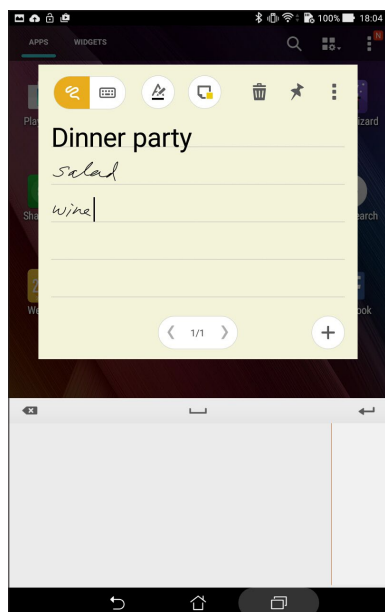 100% 18:04
APPS WIDGETS
N
Dinner party
salad
wine
1/1